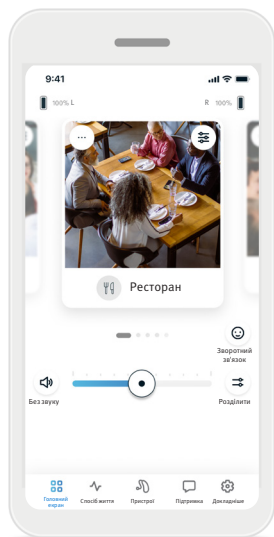 9:41
100% L
R 100%
Ресторан
Зворотний
зв'язок
Без звуку
Розділити
Головний
екран
Спосіб життя
Пристрої
Підтримка
Докладніше